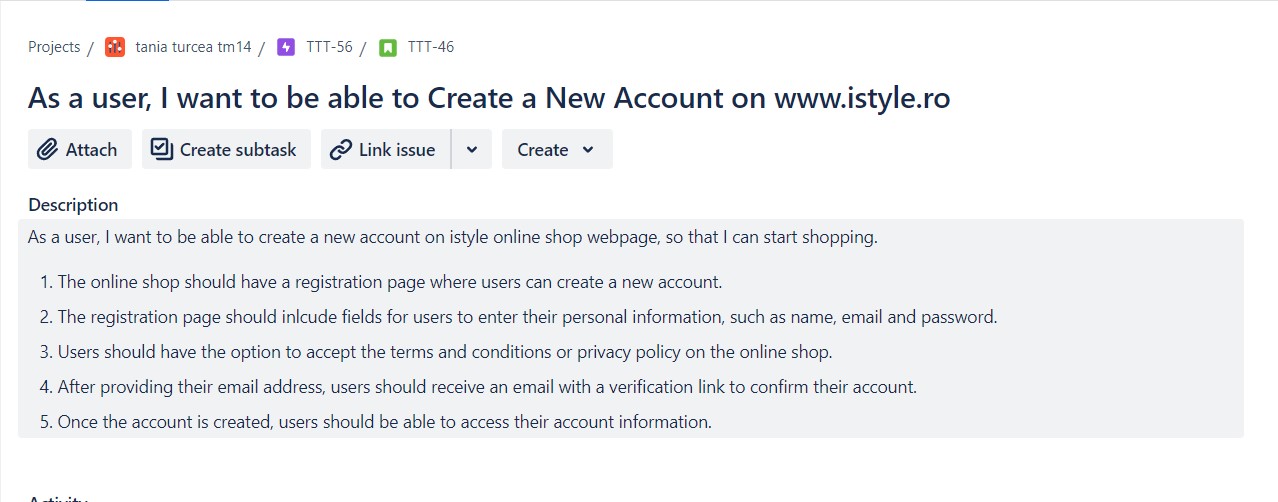 Projects / tania turcea tm14 / TTT-56 / TTT-46
As a user, I want to be able to Create a New Account on www.istyle.ro
Attach Create subtask Link issue Create
Description
As a user, I want to be able to create a new account on istyle online shop webpage, so that I can start shopping.
1. The online shop should have a registration page where users can create a new account.
2. The registration page should inlcude fields for users to enter their personal information, such as name, email and password.
3. Users should have the option to accept the terms and conditions or privacy policy on the online shop.
4. After providing their email address, users should receive an email with a verification link to confirm their account.
5. Once the account is created, users should be able to access their account information.
Activity